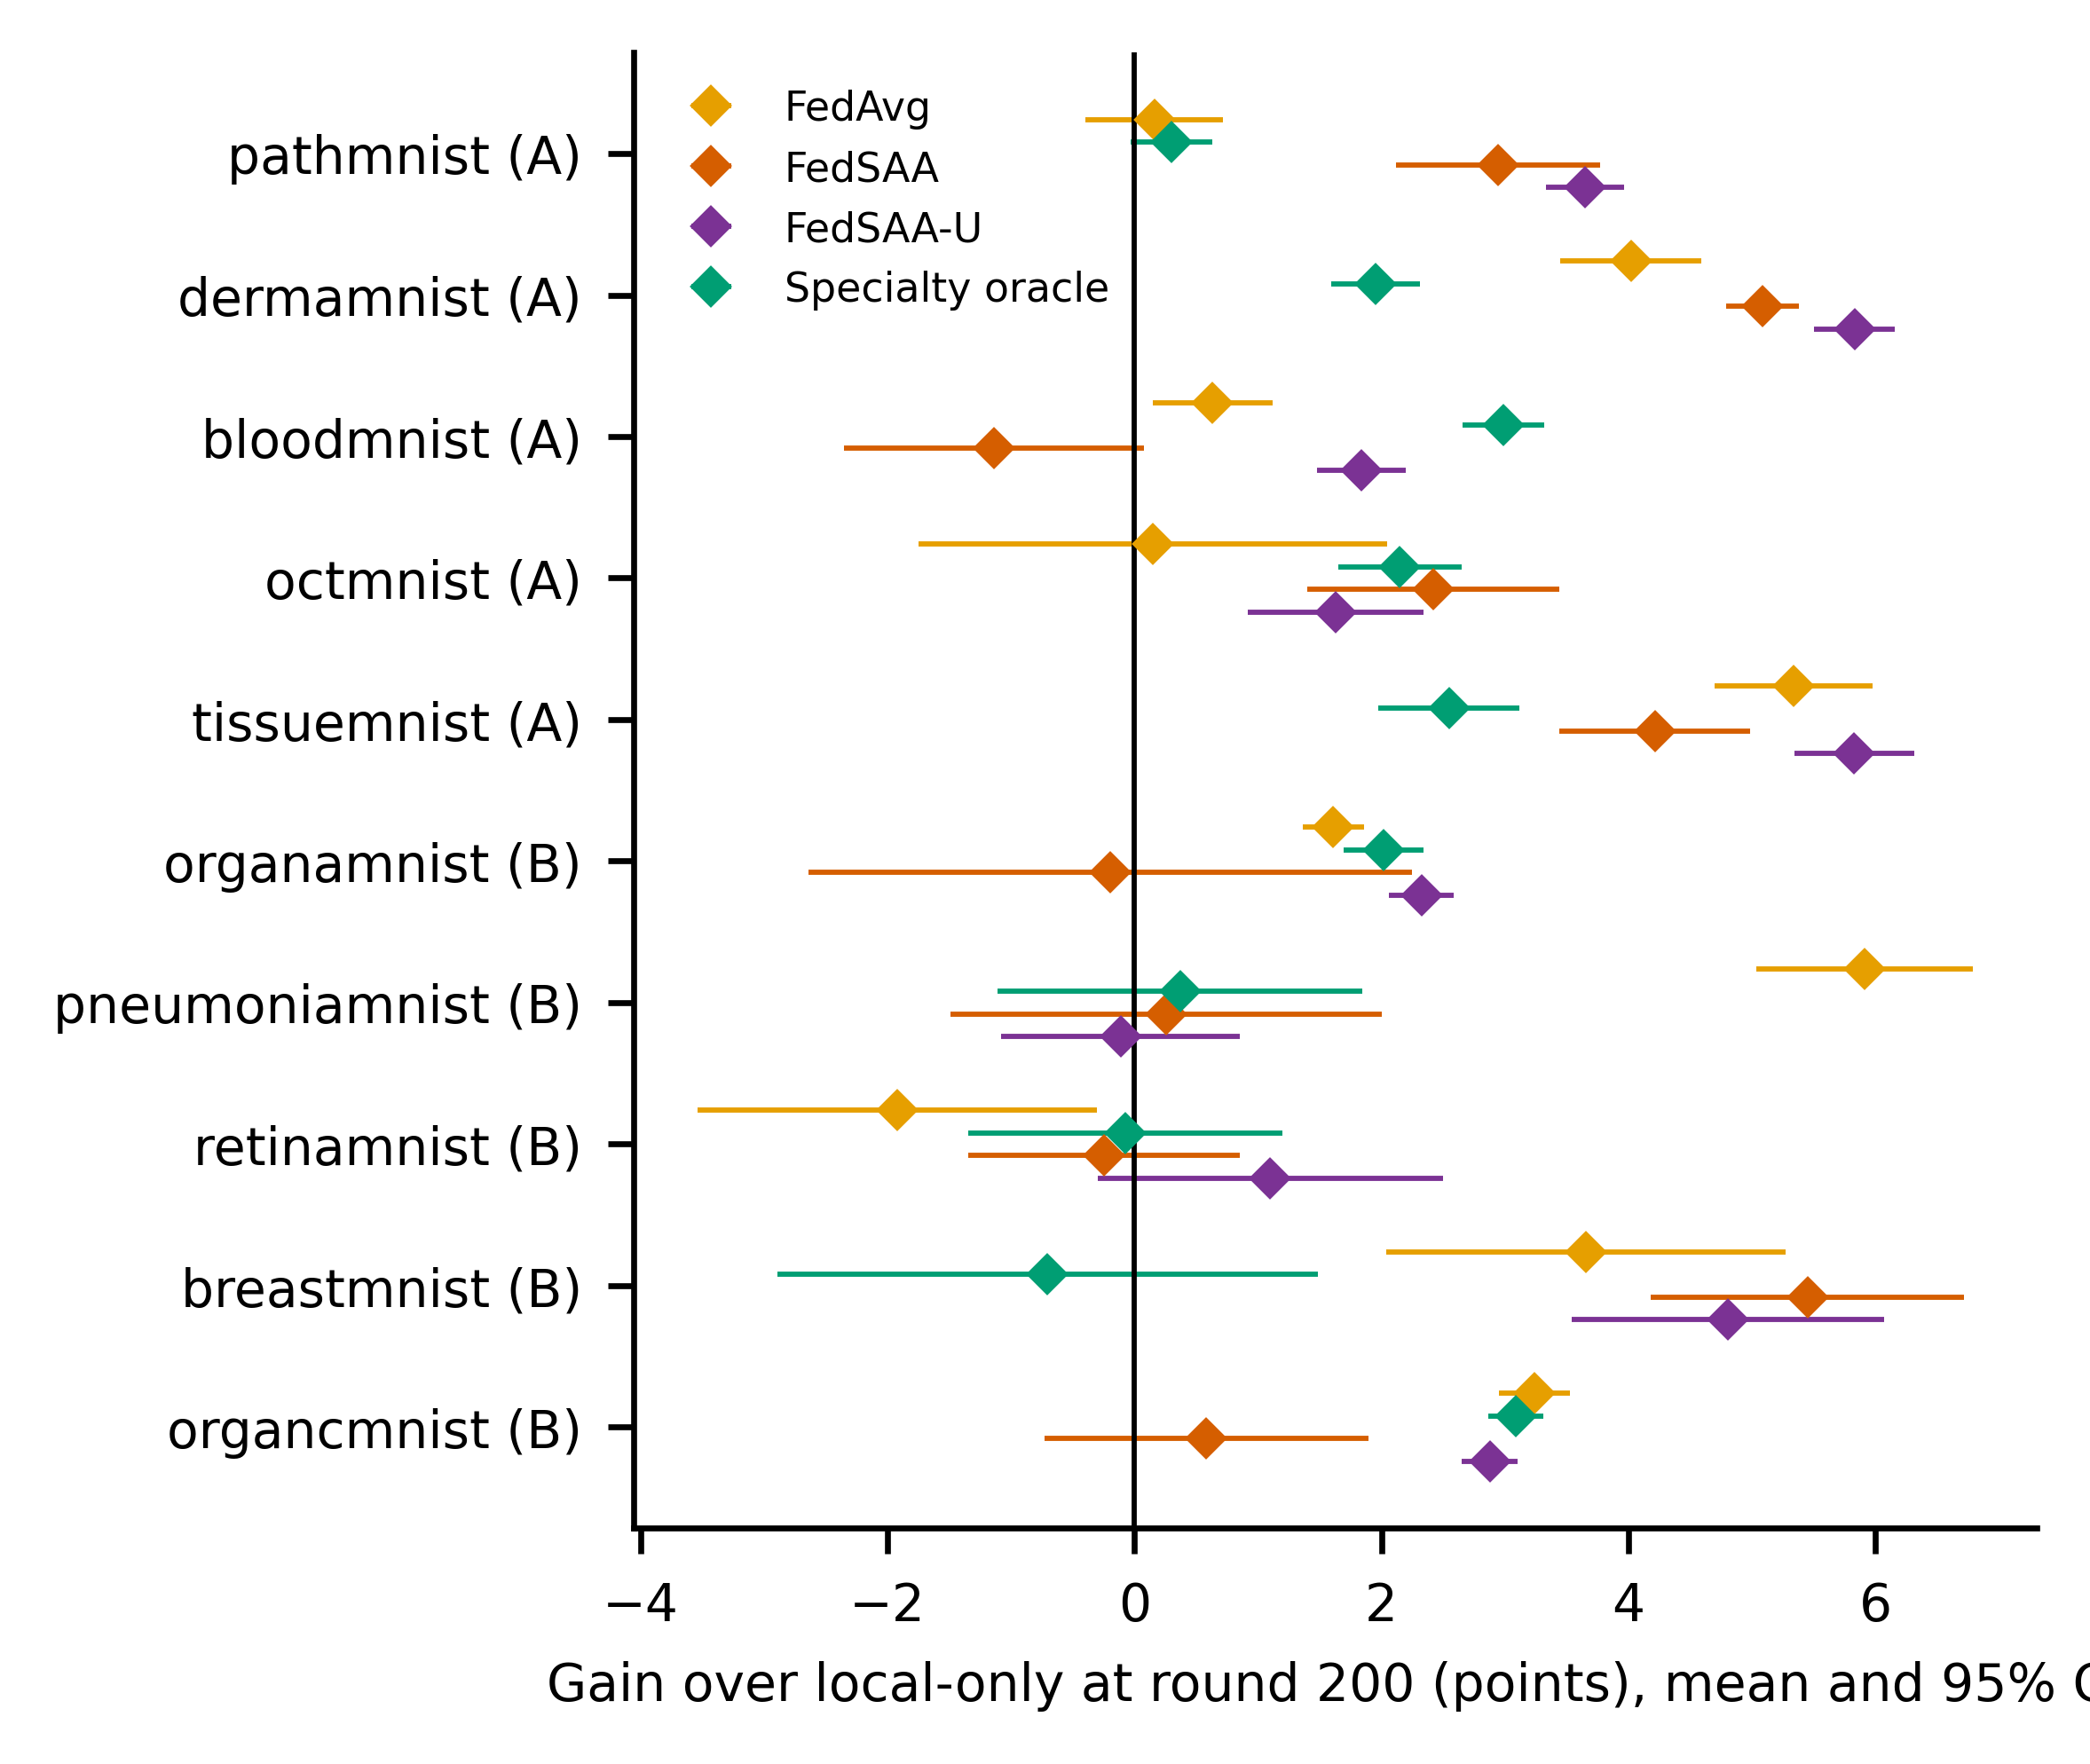 FedAvg
FedSAA
FedSAA-U
Specialty oracle
pathmnist (A)
dermamnist (A)
bloodmnist (A)
octmnist (A)
tissuemnist (A)
organamnist (B)
pneumoniamnist (B)
retinamnist (B)
breastmnist (B)
organcmnist (B)
−4 −2 0 2 4 6
Gain over local-only at round 200 (points), mean and 95%